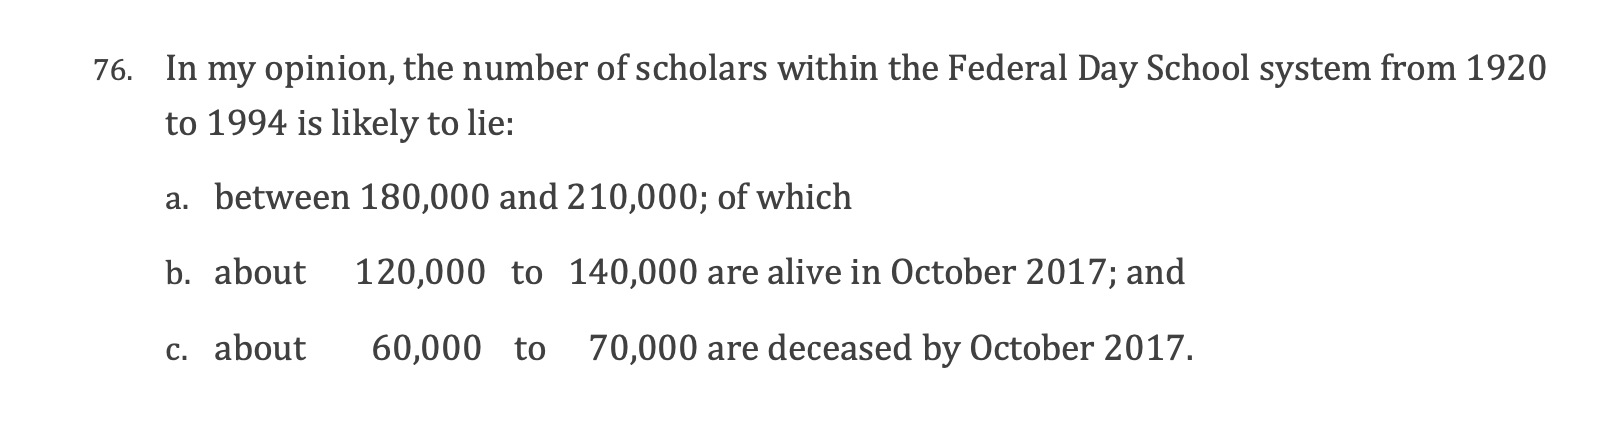 76. In my opinion, the number of scholars within the Federal Day School system from 1920
to 1994 is likely to lie:
a. between 180,000 and 210,000; of which
b. about 120,000 to 140,000 are alive in October 2017; and
c. about 60,000 to 70,000 are deceased by October 2017.